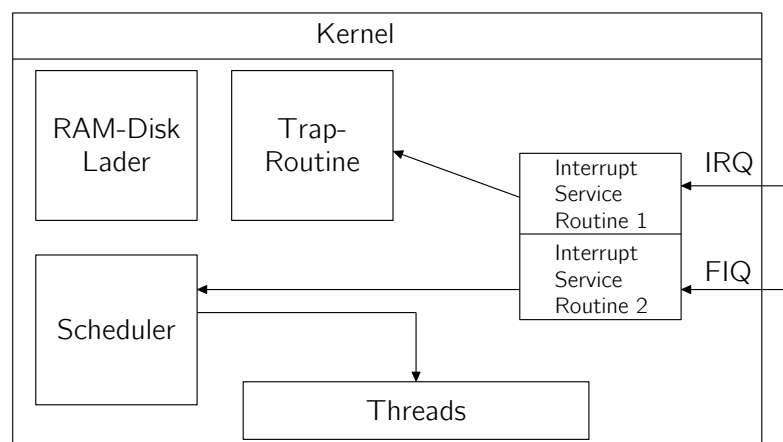 Kernel
RAM-Disk
Lader
Trap-
Routine
Interrupt
Service
Routine 1
IRQ
Interrupt
Service
Routine 2
FIQ
Scheduler
Threads